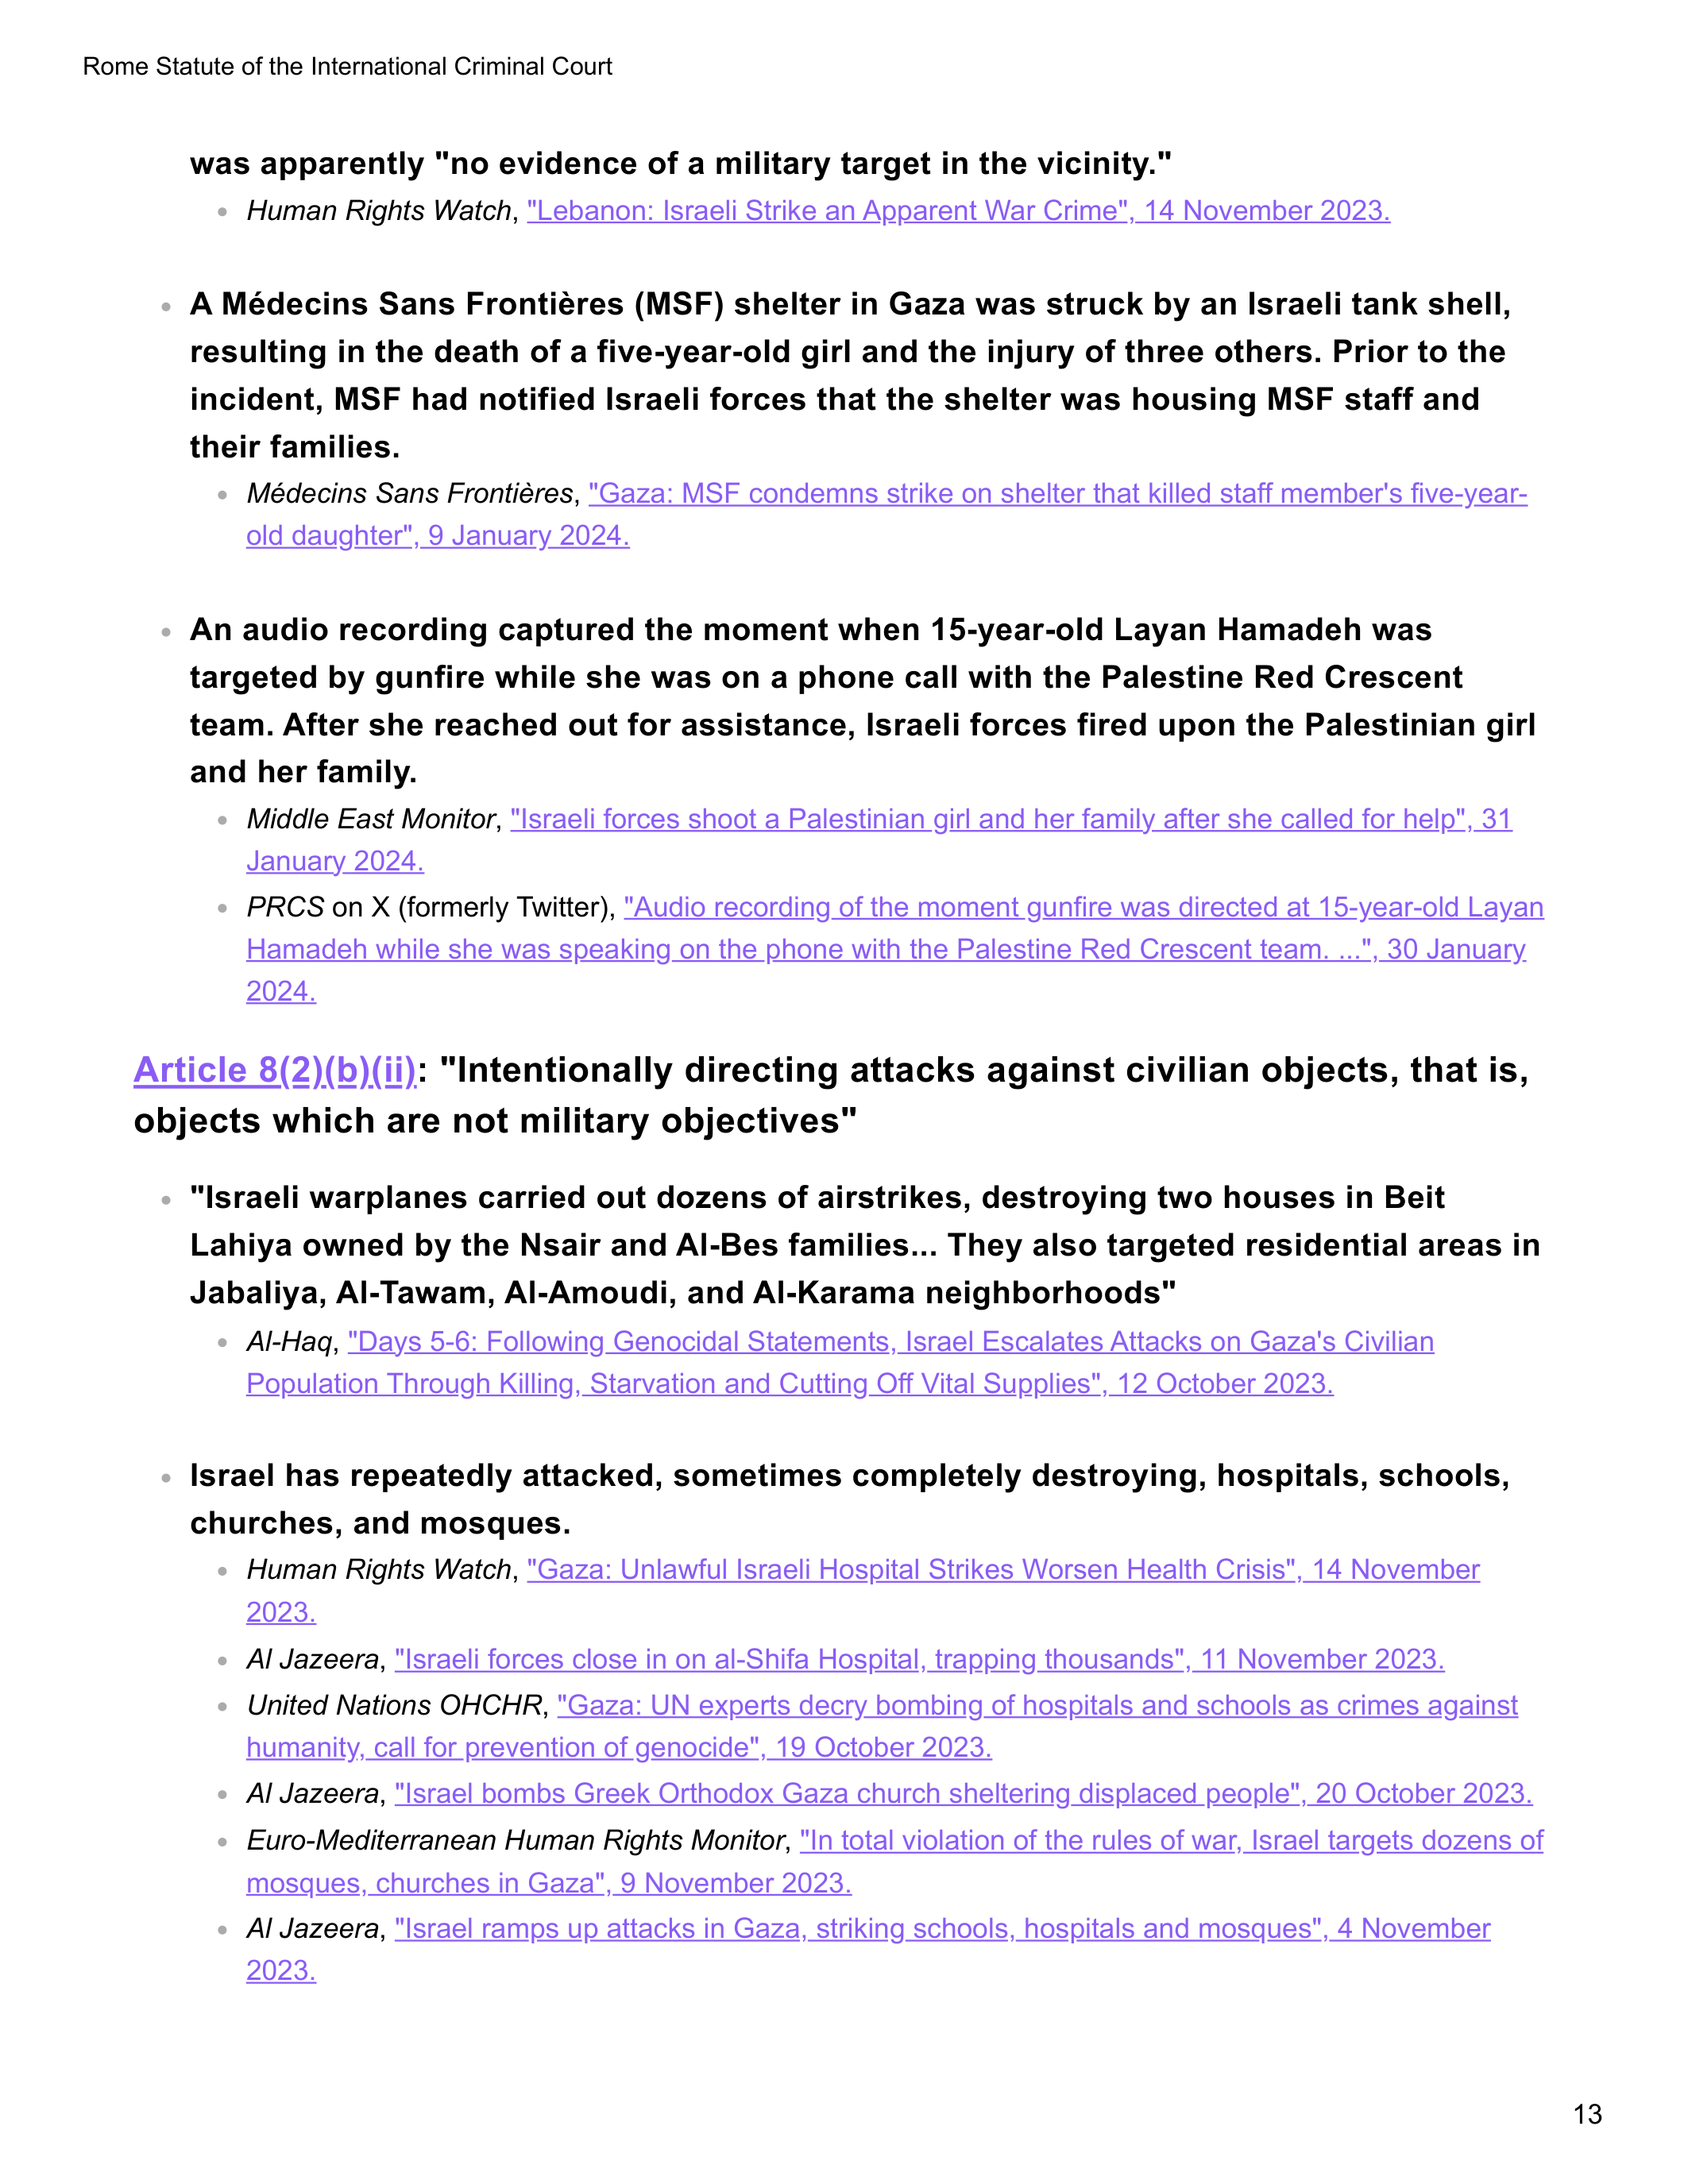 Rome Statute of the International Criminal Court
was apparently "no evidence of a military target in the vicinity."
Human Rights Watch, "Lebanon: Israeli Strike an Apparent War Crime", 14 November 2023.
A Médecins Sans Frontières (MSF) shelter in Gaza was struck by an Israeli tank shell,
resulting in the death of a five-year-old girl and the injury of three others. Prior to the
incident, MSF had notified Israeli forces that the shelter was housing MSF staff and
their families.
Médecins Sans Frontières, "Gaza: MSF condemns strike on shelter that killed staff member's five-year-
old daughter", 9 January 2024.
An audio recording captured the moment when 15-year-old Layan Hamadeh was
targeted by gunfire while she was on a phone call with the Palestine Red Crescent
team. After she reached out for assistance, Israeli forces fired upon the Palestinian girl
and her family.
Middle East Monitor, "Israeli forces shoot a Palestinian girl and her family after she called for help", 31
January 2024.
PRCS on X (formerly Twitter), "Audio recording of the moment gunfire was directed at 15-year-old Layan
Hamadeh while she was speaking on the phone with the Palestine Red Crescent team. ...", 30 January
2024.
Article 8(2)(b)(ii): "Intentionally directing attacks against civilian objects, that is,
objects which are not military objectives"
"Israeli warplanes carried out dozens of airstrikes, destroying two houses in Beit
Lahiya owned by the Nsair and Al-Bes families... They also targeted residential areas in
Jabaliya, Al-Tawam, Al-Amoudi, and Al-Karama neighborhoods"
Al-Haq, "Days 5-6: Following Genocidal Statements, Israel Escalates Attacks on Gaza's Civilian
Population Through Killing, Starvation and Cutting Off Vital Supplies", 12 October 2023.
Israel has repeatedly attacked, sometimes completely destroying, hospitals, schools,
churches, and mosques.
Human Rights Watch, "Gaza: Unlawful Israeli Hospital Strikes Worsen Health Crisis", 14 November
2023.
Al Jazeera, "Israeli forces close in on al-Shifa Hospital, trapping thousands", 11 November 2023.
United Nations OHCHR, "Gaza: UN experts decry bombing of hospitals and schools as crimes against
humanity, call for prevention of genocide", 19 October 2023.
Al Jazeera, "Israel bombs Greek Orthodox Gaza church sheltering displaced people", 20 October 2023.
Euro-Mediterranean Human Rights Monitor, "In total violation of the rules of war, Israel targets dozens of
mosques, churches in Gaza", 9 November 2023.
Al Jazeera, "Israel ramps up attacks in Gaza, striking schools, hospitals and mosques", 4 November
2023.
13